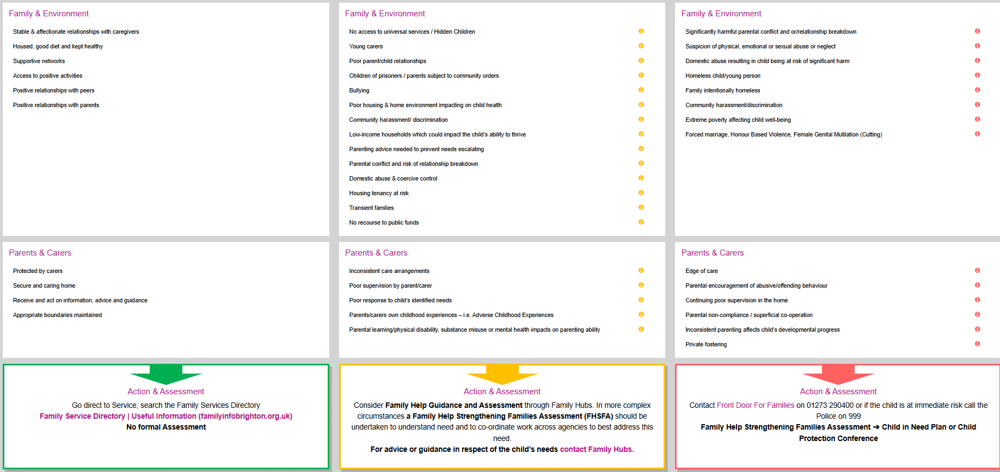 Family & Environment
Stable & affectionate relationships with caregivers
Housed, good diet and kept healthy
Supportive networks
Access to positive activities
Positive relationships with peers
Positive relationships with parents
Family & Environment
No access to universal services / Hidden Children
Young carers
Poor parent/child relationships
Children of prisoners / parents subject to community orders
Bullying
Poor housing & home environment impacting on child health
Community harassment/ discrimination
Low-income households which could impact the child's ability to thrive
Parenting advice needed to prevent needs escalating
Parental conflict and risk of relationship breakdown
Domestic abuse & coercive control
Housing tenancy at risk
Transient families
No recourse to public funds
Family & Environment
Significantly harmful parental conflict and or/relationship breakdown
Suspicion of physical, emotional or sexual abuse or neglect
Domestic abuse resulting in child being at risk of significant harm
Homeless child/young person
Family intentionally homeless
Community harassment/discrimination
Extreme poverty affecting child well-being
Forced marriage, Honour Based Violence, Female Genital Mutilation (Cutting)
Parents & Carers
Protected by carers
Secure and caring home
Receive and act on information, advice and guidance
Appropriate boundaries maintained
Parents & Carers
Inconsistent care arrangements
Poor supervision by parent/carer
Poor response to child's identified needs
Parents/carers own childhood experiences – i.e. Adverse Childhood Experiences
Parental learning/physical disability, substance misuse or mental health impacts on parenting ability
Parents & Carers
Edge of care
Parental encouragement of abusive/offending behaviour
Continuing poor supervision in the home
Parental non-compliance / superficial co-operation
Inconsistent parenting affects child's developmental progress
Private fostering
Action & Assessment
Go direct to Service, search the Family Services Directory
Family Service Directory | Useful Information (familyinfobrighton.org.uk)
No formal Assessment
Action & Assessment
Consider Family Help Guidance and Assessment through Family Hubs. In more complex
circumstances a Family Help Strengthening Families Assessment (FHSFA) should be
undertaken to understand need and to co-ordinate work across agencies to best address this
need.
For advice or guidance in respect of the child's needs contact Family Hubs.
Action & Assessment
Contact Front Door For Families on 01273 290400 or if the child is at immediate risk call the
Police on 999
Family Help Strengthening Families Assessment ➔ Child in Need Plan or Child
Protection Conference